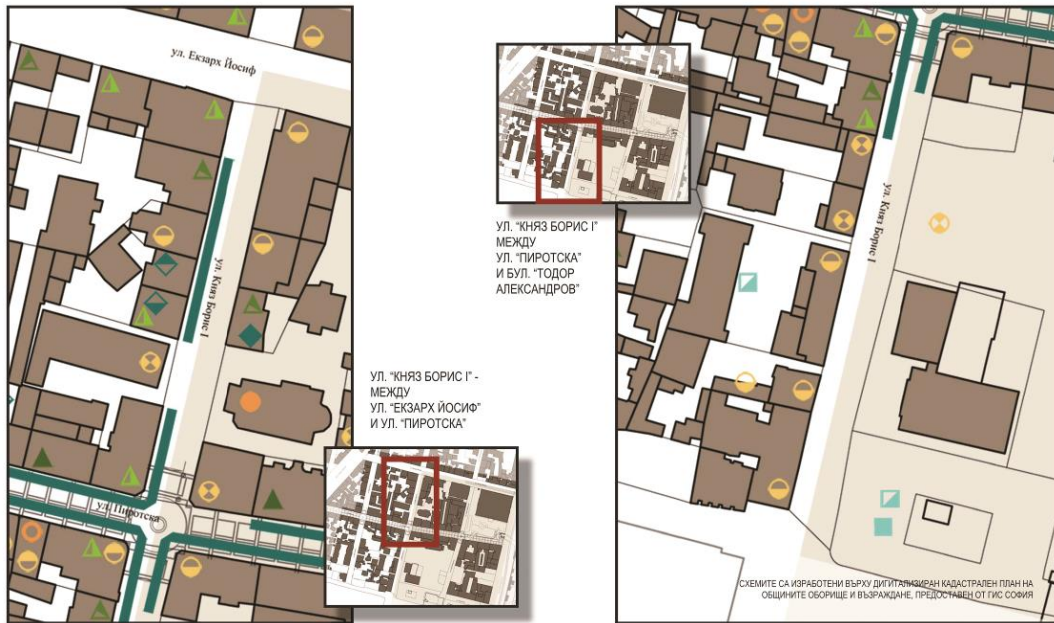 ул. Екзарх Йосиф
ул. Княз Борис I
ул. Пиротска
УЛ. “КНЯЗ БОРИС I” -
МЕЖДУ
УЛ. “ЕКЗАРХ ЙОСИФ”
И УЛ. “ПИРОТСКА”
УЛ. “КНЯЗ БОРИС I”
МЕЖДУ
УЛ. “ПИРОТСКА”
И БУЛ. “ТОДОР
АЛЕКСАНДРОВ”
ул. Княз Борис I
СХЕМИТЕ СА ИЗРАБОТЕНИ ВЪРХУ ДИГИТАЛИЗИРАН КАДАСТРАЛЕН ПЛАН НА
ОБЩИНИТЕ ОБОРИЩЕ И ВЪЗРАЖДАНЕ, ПРЕДОСТАВЕН ОТ ГИС СОФИЯ